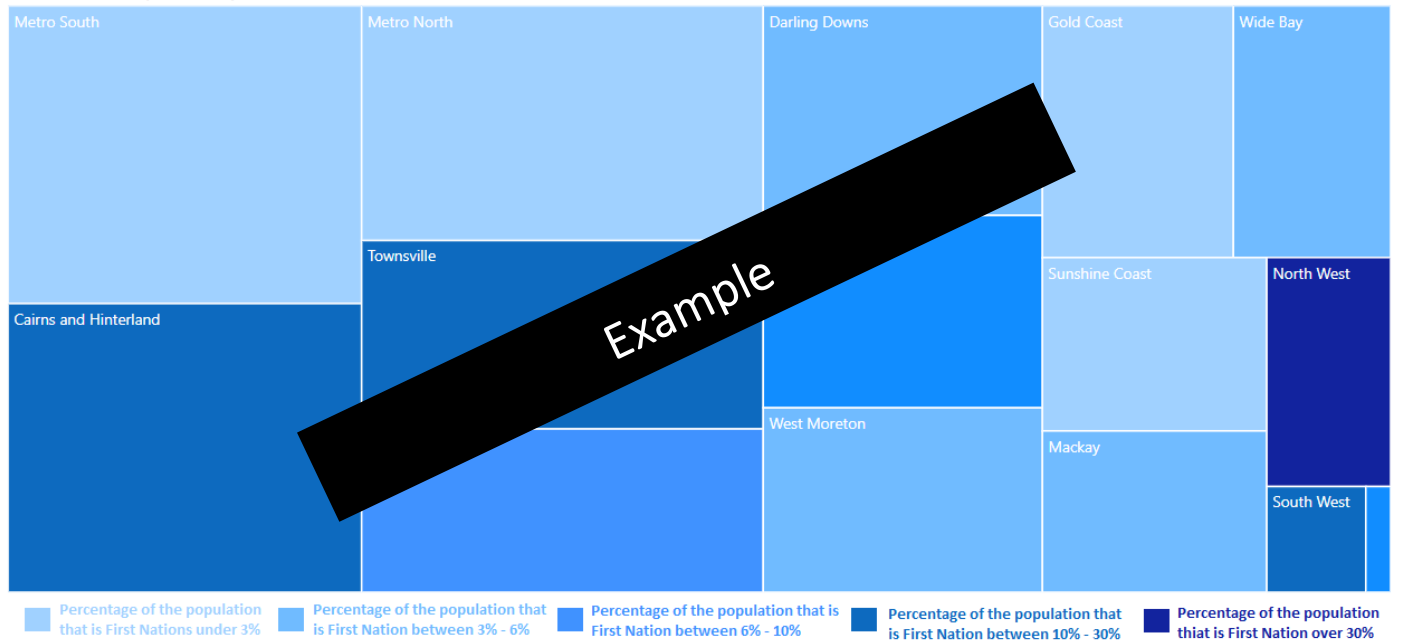 Metro South
Metro North
Darling Downs
Gold Coast
Wide Bay
Townsville
Sunshine Coast
North West
Cairns and Hinterland
Example
West Moreton
Mackay
South West
Percentage of the population
that is First Nations under 3%
Percentage of the population that
is First Nation between 3% - 6%
Percentage of the population that is
First Nation between 6% - 10%
Percentage of the population that
is First Nation between 10% - 30%
Percentage of the population
thiat is First Nation over 30%